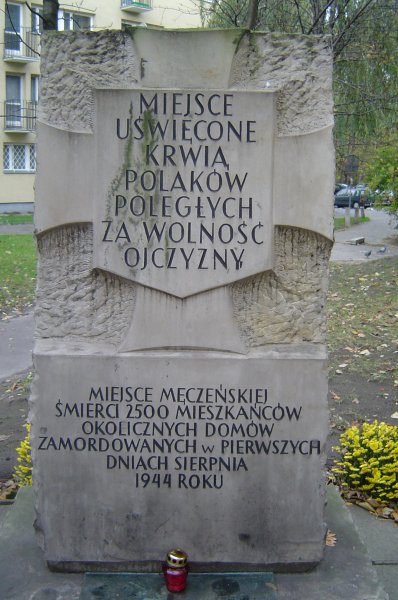 MIEJSCE
UŚWIĘCONE
KRWIĄ
POLAKÓW
POLEGŁYCH
ZA WOLNOŚĆ
OJCZYZNY
MIEJSCE MĘCZEŃSKIEJ
ŚMIERCI 2500 MIESZKAŃCÓW
OKOLICZNYCH DOMÓW
ZAMORDOWANYCH w PIERWSZYCH
DNIACH SIERPNIA
1944 ROKU